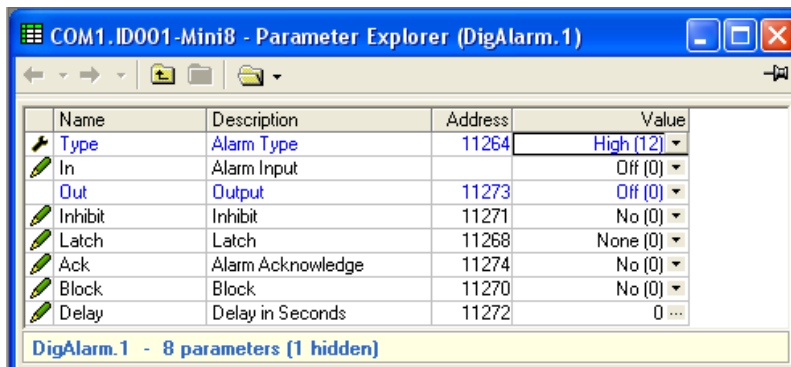 COM1.ID001-Mini8 - Parameter Explorer (DigAlarm.1)
Name Description Address Value
Type Alarm Type 11264 High (12)
In Alarm Input Off (0)
Out Output 11273 Off (0)
Inhibit Inhibit 11271 No (0)
Latch Latch 11268 None (0)
Ack Alarm Acknowledge 11274 No (0)
Block Block 11270 No (0)
Delay Delay in Seconds 11272 0 ...
DigAlarm.1 - 8 parameters (1 hidden)